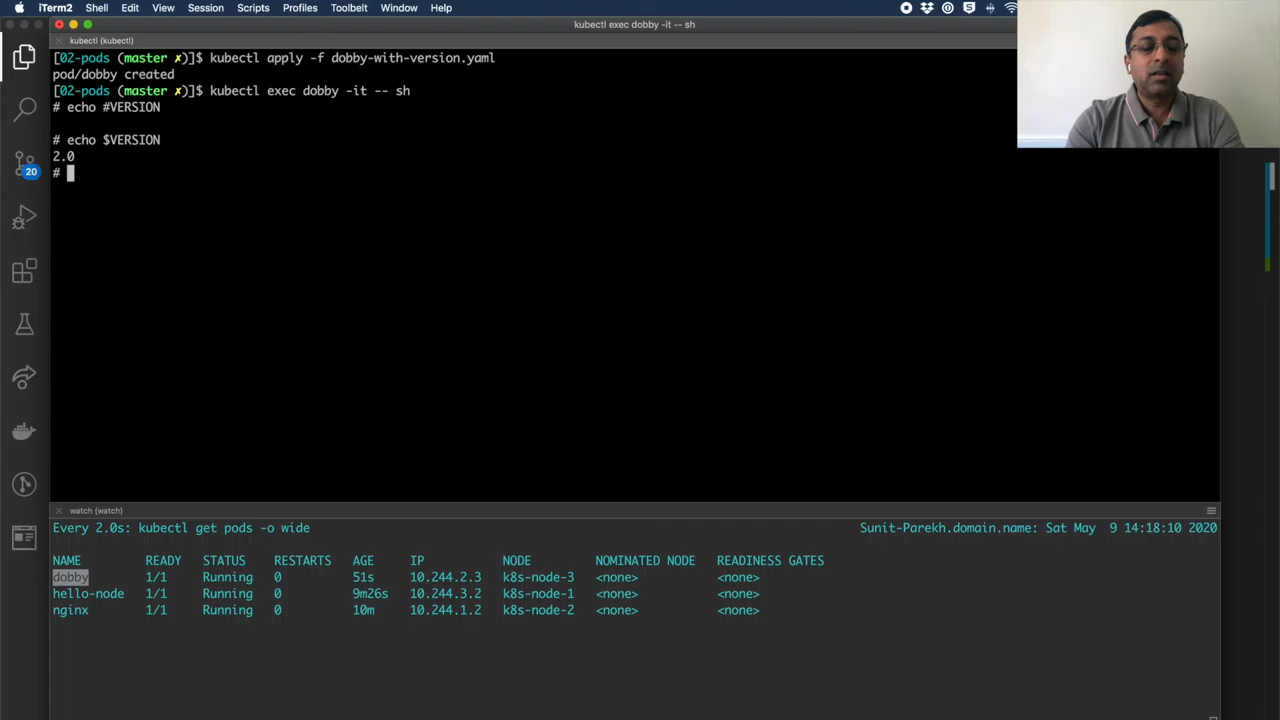 iTerm2 Shell Edit View Session Scripts Profiles Toolbelt Window Help
kubectl exec dobby -it -- sh
kubectl (kubectl)
[02-pods (master ✗)]$ kubectl apply -f dobby-with-version.yaml
pod/dobby created
[02-pods (master ✗)]$ kubectl exec dobby -it -- sh
# echo #VERSION
# echo $VERSION
2.0
#
20
watch (watch)
Every 2.0s: kubectl get pods -o wide Sunit-Parekh.domain.name: Sat May 9 14:18:10 2020
NAME READY STATUS RESTARTS AGE IP NODE NOMINATED NODE READINESS GATES
dobby 1/1 Running 0 51s 10.244.2.3 k8s-node-3 <none> <none>
hello-node 1/1 Running 0 9m26s 10.244.3.2 k8s-node-1 <none> <none>
nginx 1/1 Running 0 10m 10.244.1.2 k8s-node-2 <none> <none>